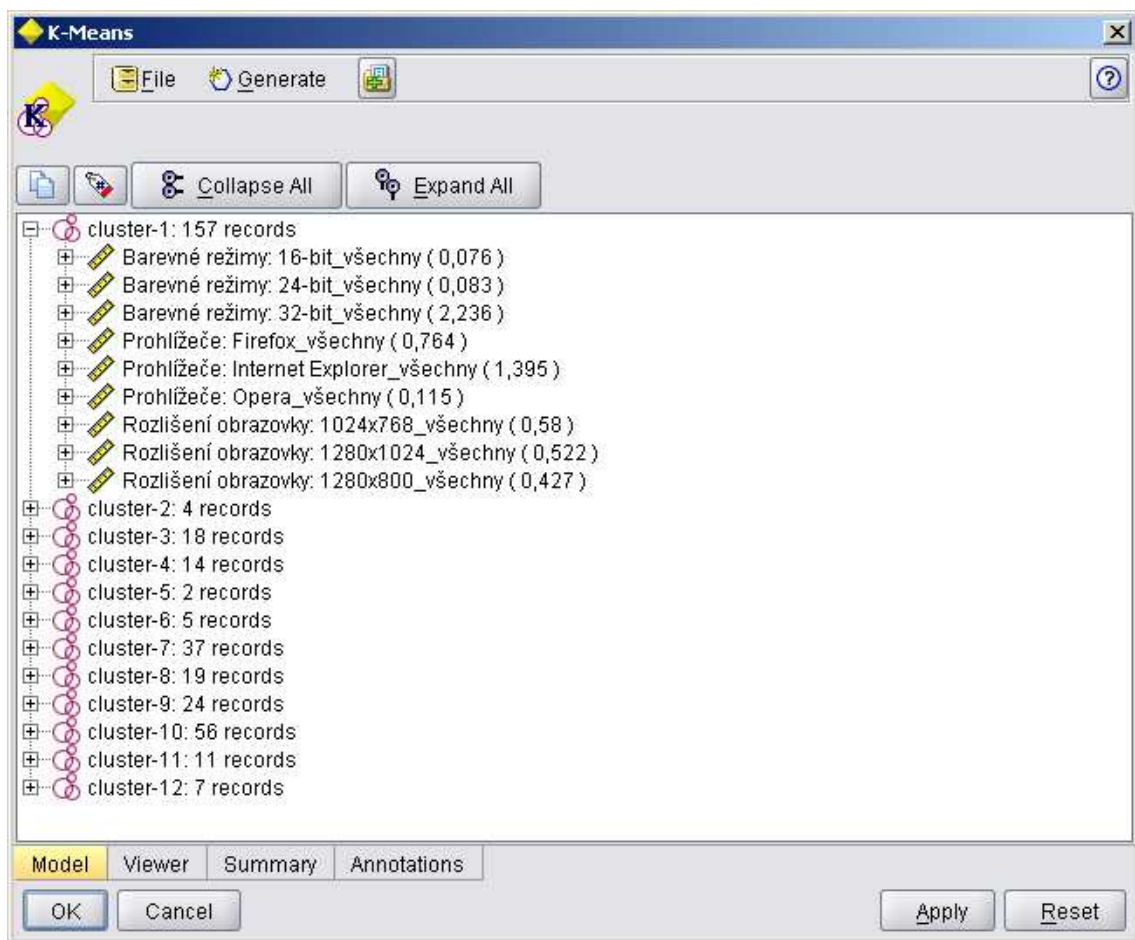 K-Means
File Generate
Collapse All Expand All
cluster-1: 157 records
Barevné režimy: 16-bit_všechny ( 0,076 )
Barevné režimy: 24-bit_všechny ( 0,083 )
Barevné režimy: 32-bit_všechny ( 2,236 )
Prohlížeče: Firefox_všechny ( 0,764 )
Prohlížeče: Internet Explorer_všechny ( 1,395 )
Prohlížeče: Opera_všechny ( 0,115 )
Rozlišení obrazovky: 1024x768_všechny ( 0,58 )
Rozlišení obrazovky: 1280x1024_všechny ( 0,522 )
Rozlišení obrazovky: 1280x800_všechny ( 0,427 )
cluster-2: 4 records
cluster-3: 18 records
cluster-4: 14 records
cluster-5: 2 records
cluster-6: 5 records
cluster-7: 37 records
cluster-8: 19 records
cluster-9: 24 records
cluster-10: 56 records
cluster-11: 11 records
cluster-12: 7 records
Model Viewer Summary Annotations
OK Cancel Apply Reset